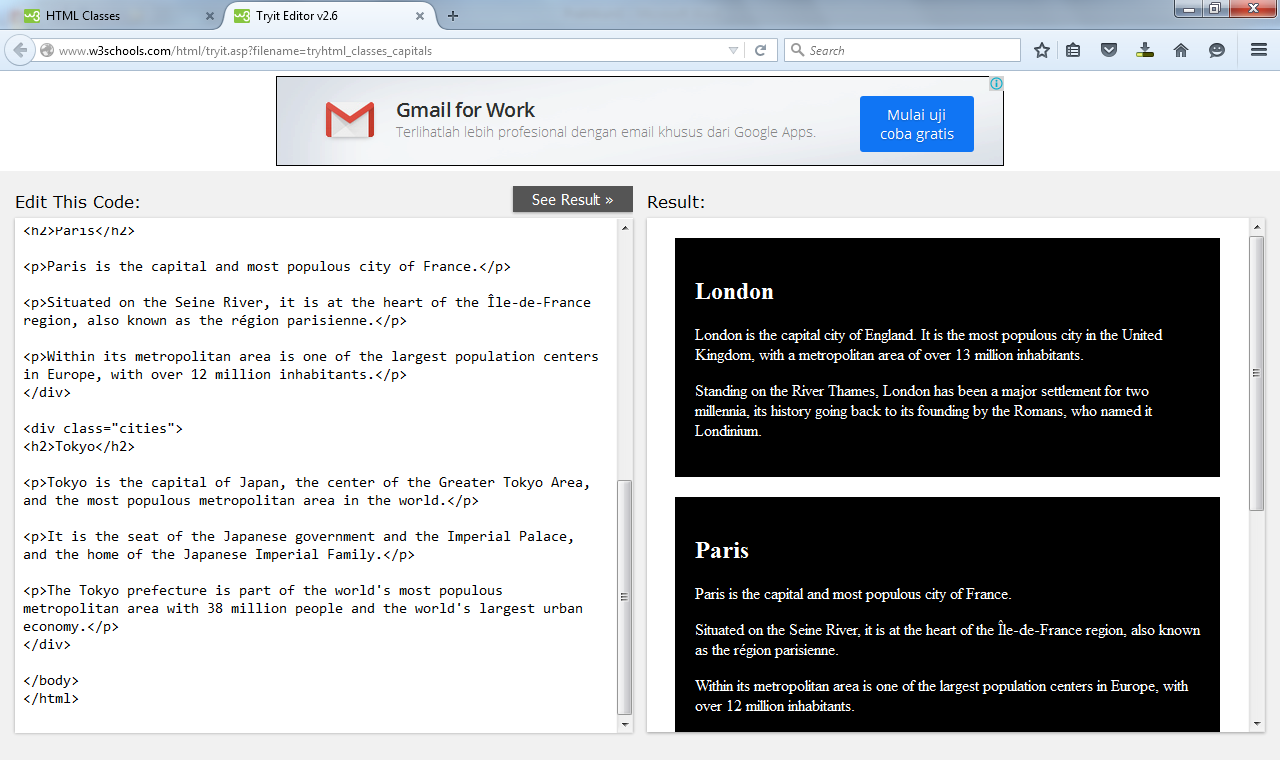 HTML Classes
Tryit Editor v2.6
www.w3schools.com/html/tryit.asp?filename=tryhtml_classes_capitals
Search
Gmail for Work
Terlihatlah lebih profesional dengan email khusus dari Google Apps.
Mulai uji
coba gratis
Edit This Code:
See Result »
<h2>Paris</h2>
<p>Paris is the capital and most populous city of France.</p>
<p>Situated on the Seine River, it is at the heart of the Île-de-France
region, also known as the région parisienne.</p>
<p>Within its metropolitan area is one of the largest population centers
in Europe, with over 12 million inhabitants.</p>
</div>
<div class="cities">
<h2>Tokyo</h2>
<p>Tokyo is the capital of Japan, the center of the Greater Tokyo Area,
and the most populous metropolitan area in the world.</p>
<p>It is the seat of the Japanese government and the Imperial Palace,
and the home of the Japanese Imperial Family.</p>
<p>The Tokyo prefecture is part of the world's most populous
metropolitan area with 38 million people and the world's largest urban
economy.</p>
</div>
</body>
</html>
Result:
London
London is the capital city of England. It is the most populous city in the United
Kingdom, with a metropolitan area of over 13 million inhabitants.
Standing on the River Thames, London has been a major settlement for two
millennia, its history going back to its founding by the Romans, who named it
Londinium.
Paris
Paris is the capital and most populous city of France.
Situated on the Seine River, it is at the heart of the Île-de-France region, also known
as the région parisienne.
Within its metropolitan area is one of the largest population centers in Europe, with
over 12 million inhabitants.